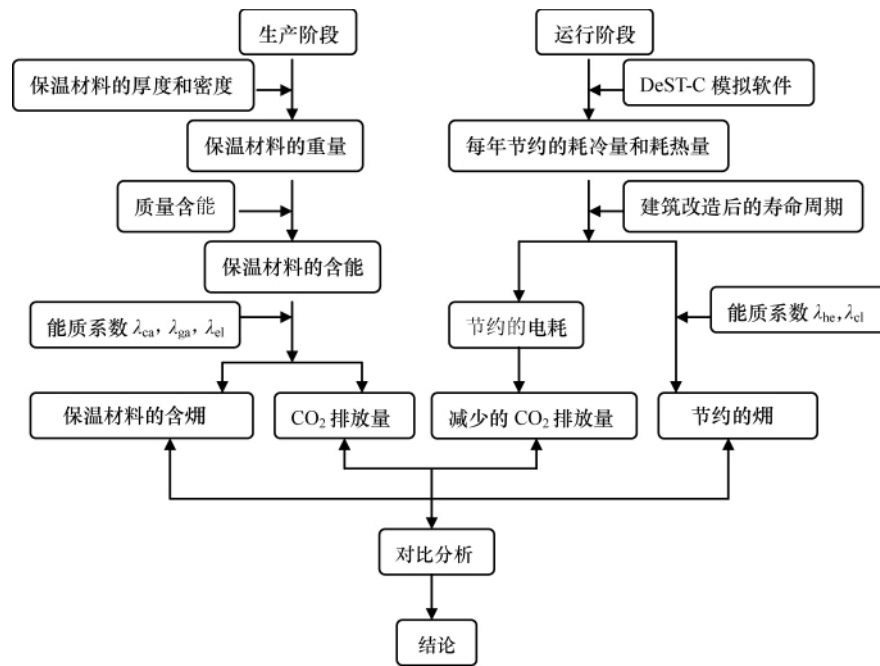 生产阶段
运行阶段
保温材料的厚度和密度
DeST-C 模拟软件
保温材料的重量
每年节约的耗冷量和耗热量
质量含能
建筑改造后的寿命周期
保温材料的含能
能质系数 λca, λga, λel
节约的电耗
能质系数 λhe,λcl
保温材料的含㶲
CO2 排放量
减少的 CO2 排放量
节约的㶲
对比分析
结论